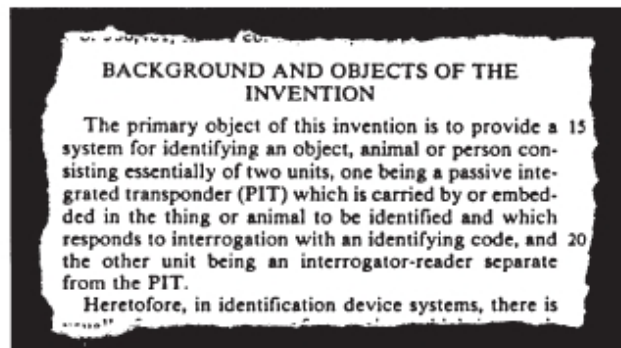 BACKGROUND AND OBJECTS OF THE
INVENTION
The primary object of this invention is to provide a 15
system for identifying an object, animal or person con-
sisting essentially of two units, one being a passive inte-
grated transponder (PIT) which is carried by or embed-
ded in the thing or animal to be identified and which
responds to interrogation with an identifying code, and 20
the other unit being an interrogator-reader separate
from the PIT.
Heretofore, in identification device systems, there is